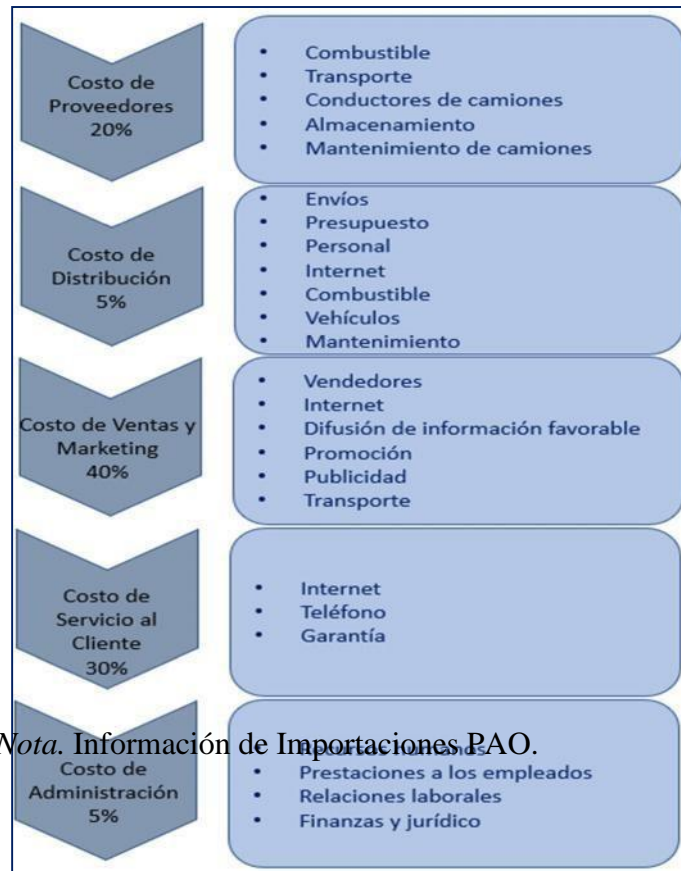 Costo de
Proveedores
20%
• Combustible
• Transporte
• Conductores de camiones
• Almacenamiento
• Mantenimiento de camiones
Costo de
Distribución
5%
• Envíos
• Presupuesto
• Personal
• Internet
• Combustible
• Vehículos
• Mantenimiento
Costo de Ventas y
Marketing
40%
• Vendedores
• Internet
• Difusión de información favorable
• Promoción
• Publicidad
• Transporte
Costo de
Servicio al
Cliente
30%
• Internet
• Teléfono
• Garantía
Nota. Información de Importaciones PAO.
Costo de
Administración
5%
• Recursos humanos
• Prestaciones a los empleados
• Relaciones laborales
• Finanzas y jurídico